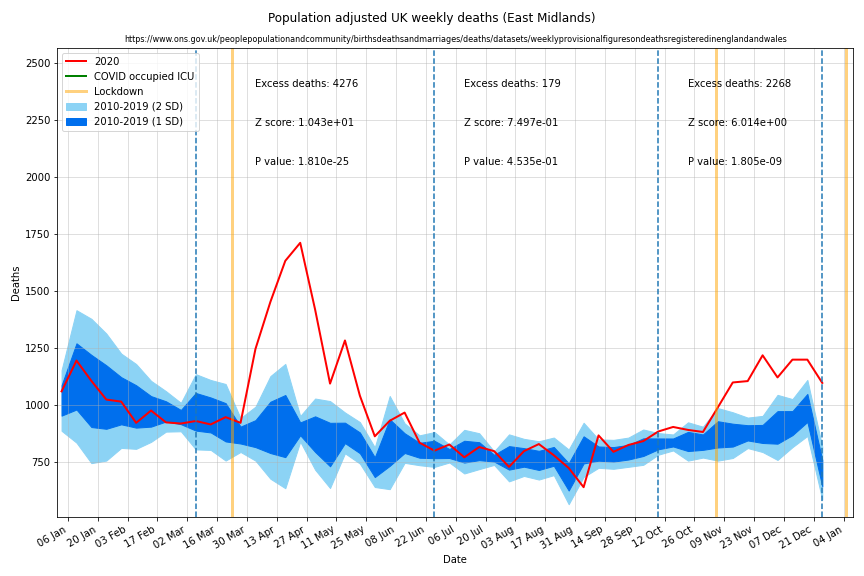 Population adjusted UK weekly deaths (East Midlands)
https://www.ons.gov.uk/peoplepopulationandcommunity/birthsdeathsandmarriages/deaths/datasets/weeklyprovisionalfiguresondeathsregisteredinenglandandwales
2020
COVID occupied ICU
Lockdown
2010-2019 (2 SD)
2010-2019 (1 SD)
Excess deaths: 4276
Z score: 1.043e+01
P value: 1.810e-25
Excess deaths: 179
Z score: 7.497e-01
P value: 4.535e-01
Excess deaths: 2268
Z score: 6.014e+00
P value: 1.805e-09
Deaths
2500
2250
2000
1750
1500
1250
1000
750
06 Jan
20 Jan
03 Feb
17 Feb
02 Mar
16 Mar
30 Mar
13 Apr
27 Apr
11 May
25 May
08 Jun
22 Jun
06 Jul
20 Jul
03 Aug
17 Aug
31 Aug
14 Sep
28 Sep
12 Oct
26 Oct
09 Nov
23 Nov
07 Dec
21 Dec
04 Jan
Date